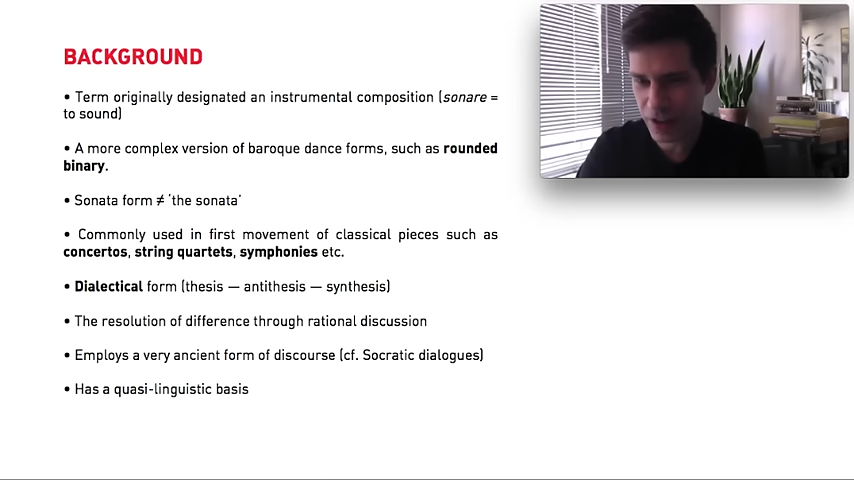 BACKGROUND
• Term originally designated an instrumental composition (sonare =
to sound)
• A more complex version of baroque dance forms, such as rounded
binary.
• Sonata form ≠ 'the sonata'
• Commonly used in first movement of classical pieces such as
concertos, string quartets, symphonies etc.
• Dialectical form (thesis — antithesis — synthesis)
• The resolution of difference through rational discussion
• Employs a very ancient form of discourse (cf. Socratic dialogues)
• Has a quasi-linguistic basis